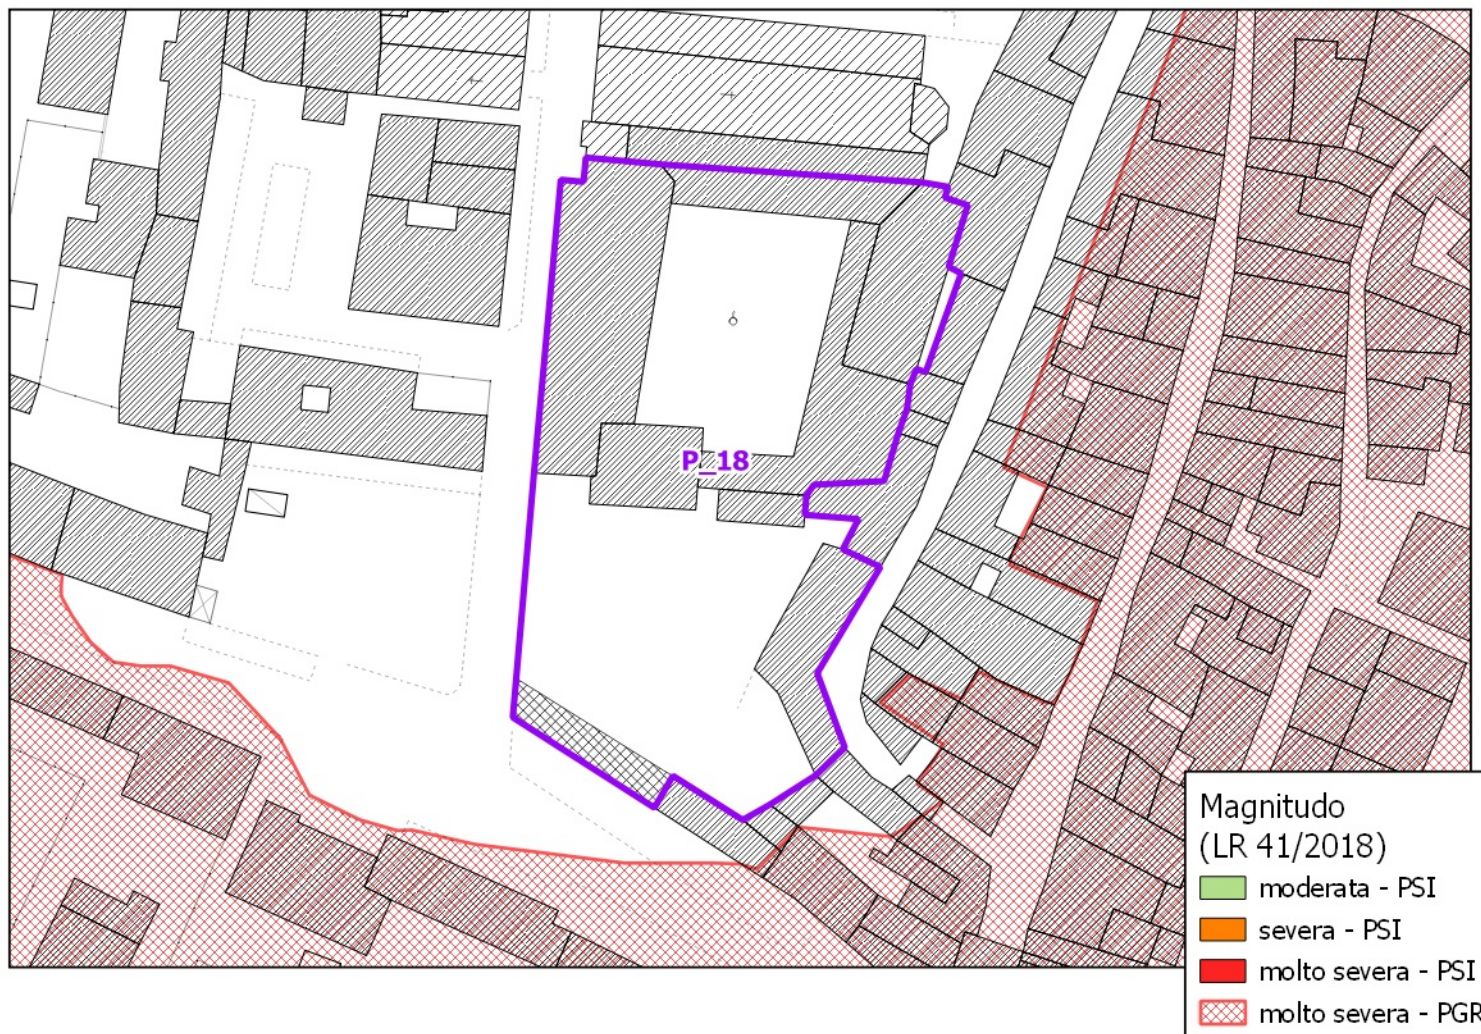 P_18
Magnitudo
(LR 41/2018)
moderata - PSI
severa - PSI
molto severa - PSI
molto severa - PGR